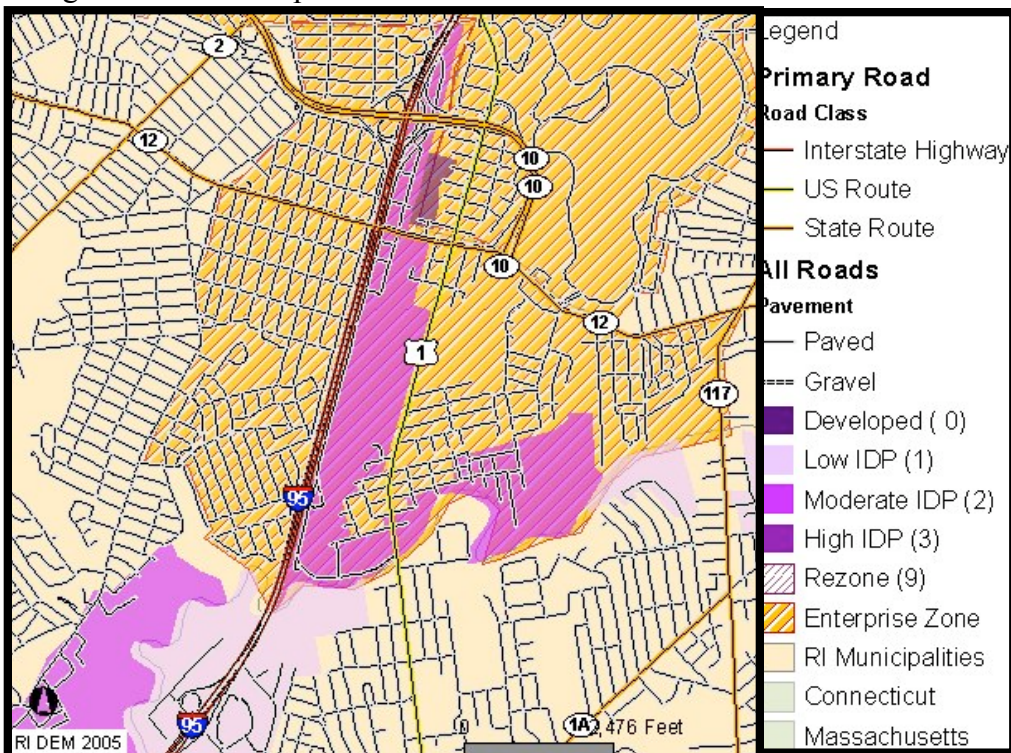 2
12
10
10
10
12
1
117
95
95
1A
2,476 Feet
RI DEM 2005
Legend
Primary Road
Road Class
Interstate Highway
US Route
State Route
All Roads
Pavement
Paved
Gravel
Developed ( 0)
Low IDP (1)
Moderate IDP (2)
High IDP (3)
Rezone (9)
Enterprise Zone
RI Municipalities
Connecticut
Massachusetts